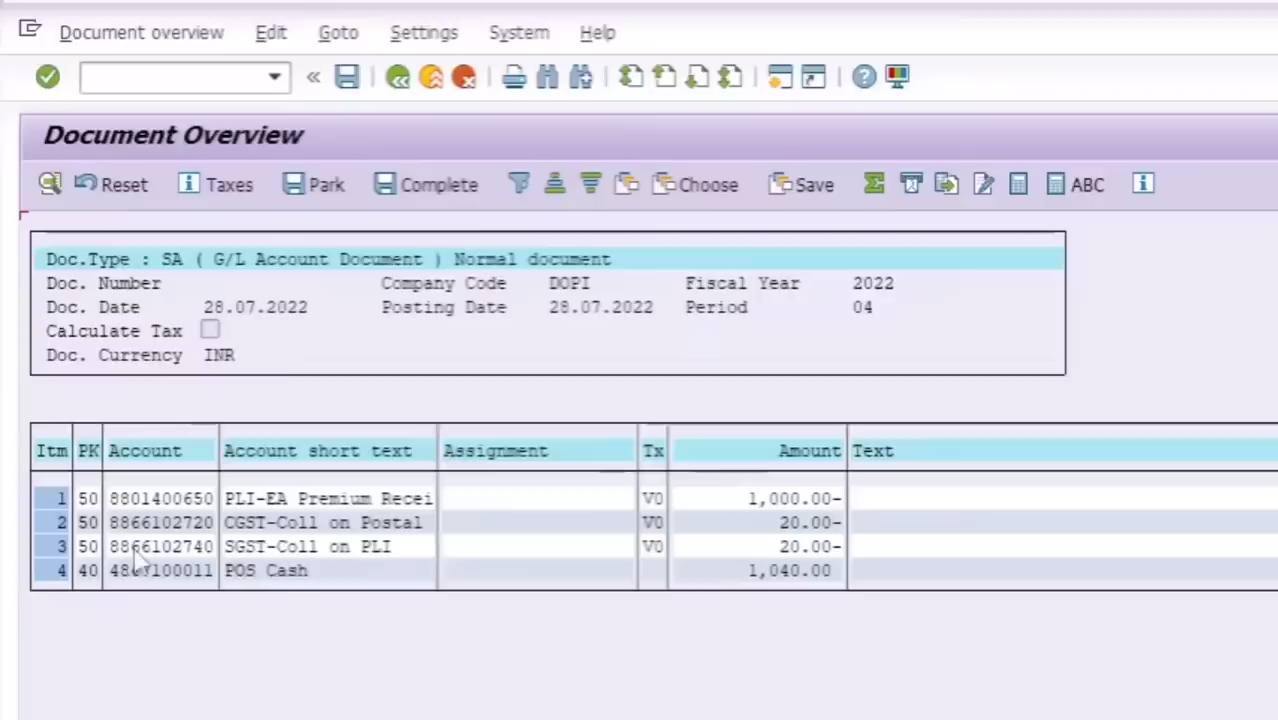 Document overview Edit Goto Settings System Help
Document Overview
Reset Taxes Park Complete Choose Save ABC
Doc.Type : SA ( G/L Account Document ) Normal document
Doc. Number Company Code DOPI Fiscal Year 2022
Doc. Date 28.07.2022 Posting Date 28.07.2022 Period 04
Calculate Tax
Doc. Currency INR
Itm PK Account Account short text Assignment Tx Amount Text
1 50 8801400650 PLI-EA Premium Recei V0 1,000.00-
2 50 8866102720 CGST-Coll on Postal V0 20.00-
3 50 8866102740 SGST-Coll on PLI V0 20.00-
4 40 POS Cash 1,040.00